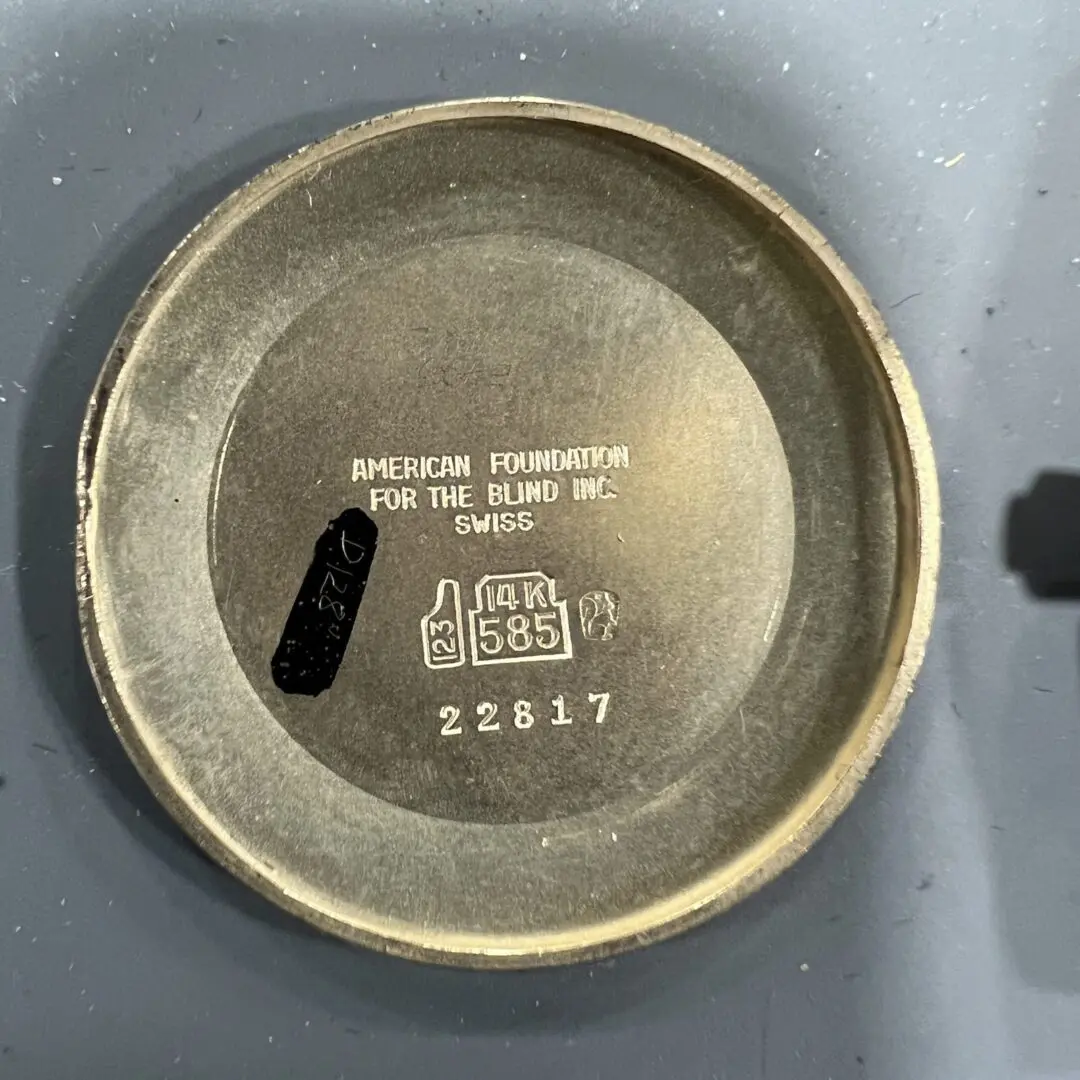 AMERICAN FOUNDATION
FOR THE BLIND INC.
SWISS
123
14K
585
22817